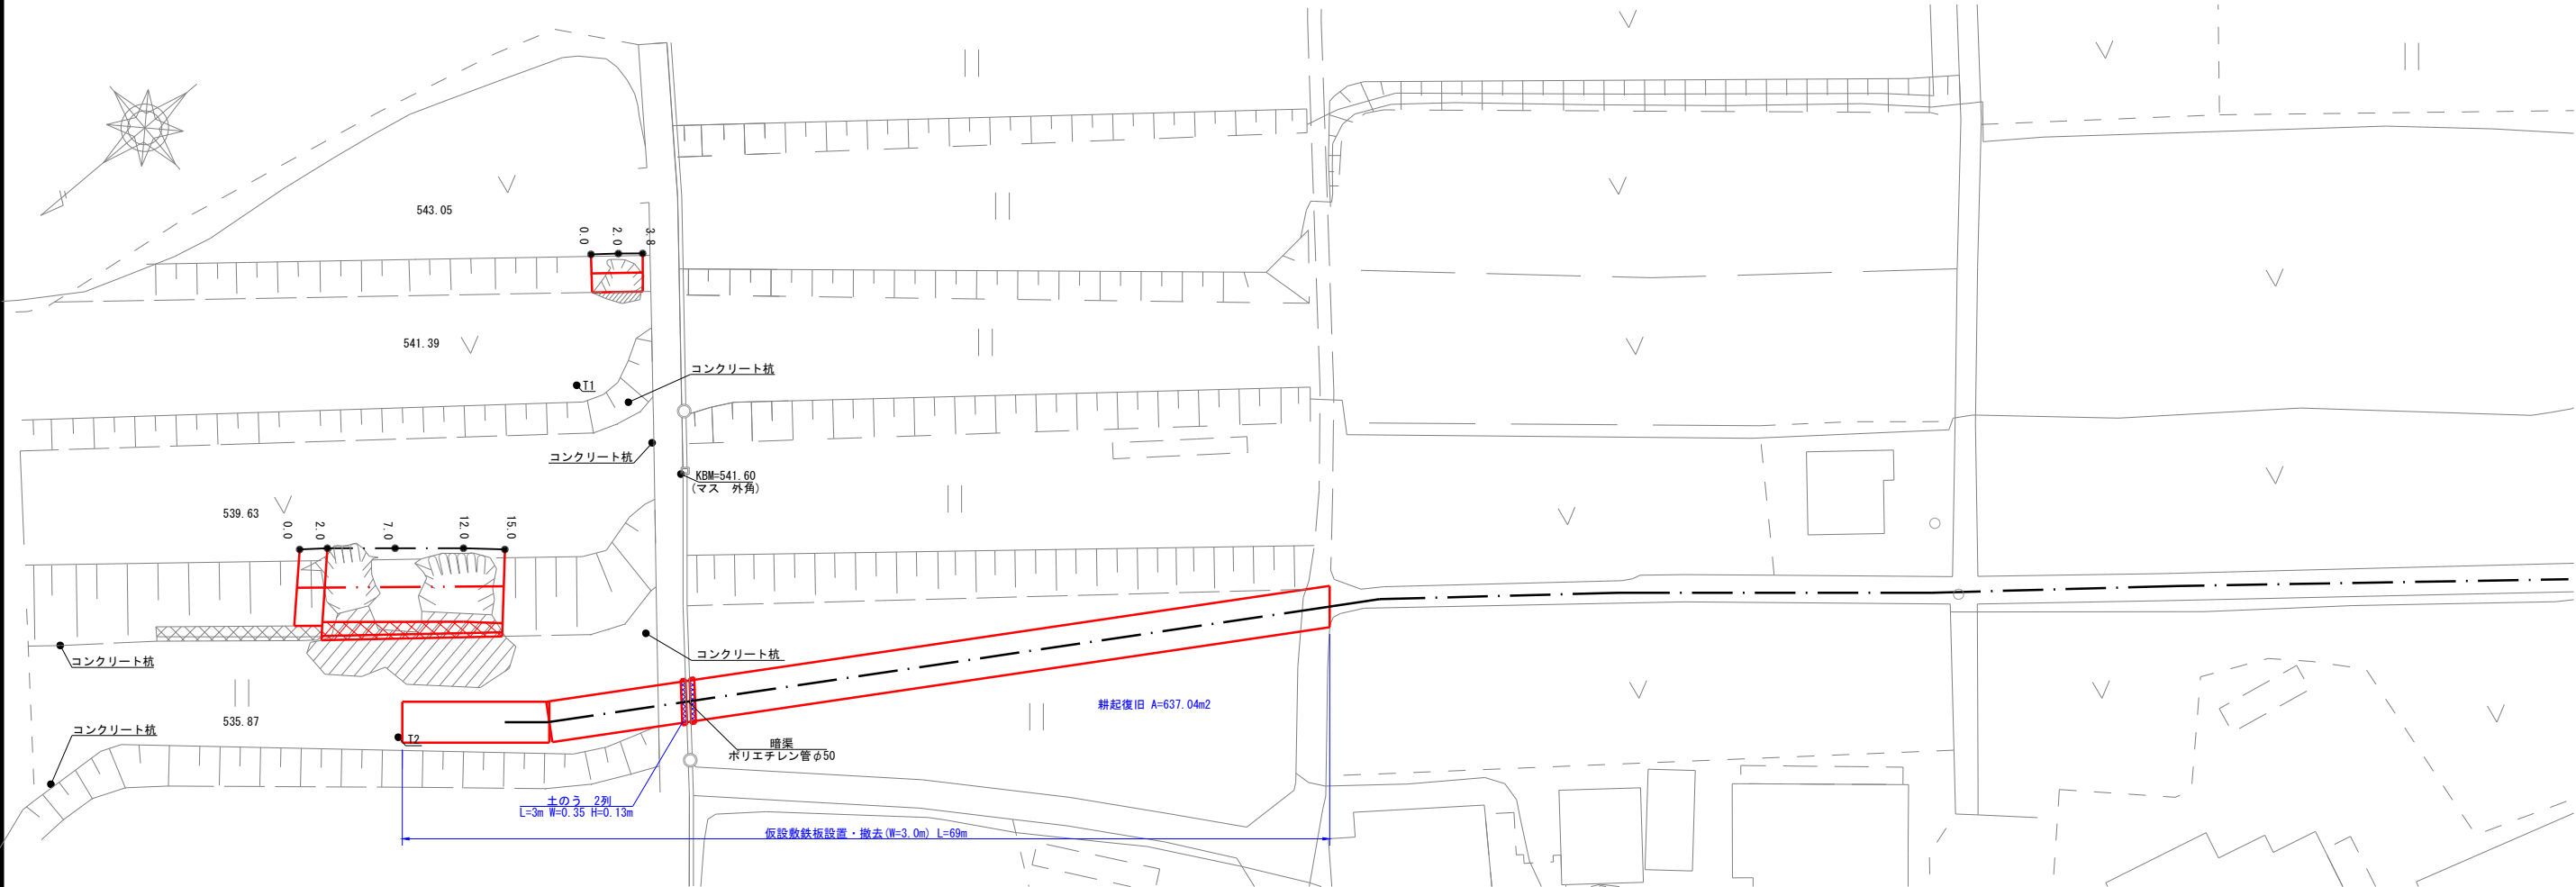 543.05
0.0
2.0
3.8
541.39
T1
コンクリート杭
コンクリート杭
KBM=541.60
(マス 外角)
539.63
0.0
2.0
7.0
12.0
15.0
コンクリート杭
コンクリート杭
535.87
コンクリート杭
T2
耕起復旧 A=637.04m2
暗渠
ポリエチレン管φ50
土のう 2列
L=3m W=0.35 H=0.13m
仮設敷鉄板設置・撤去(W=3.0m) L=69m